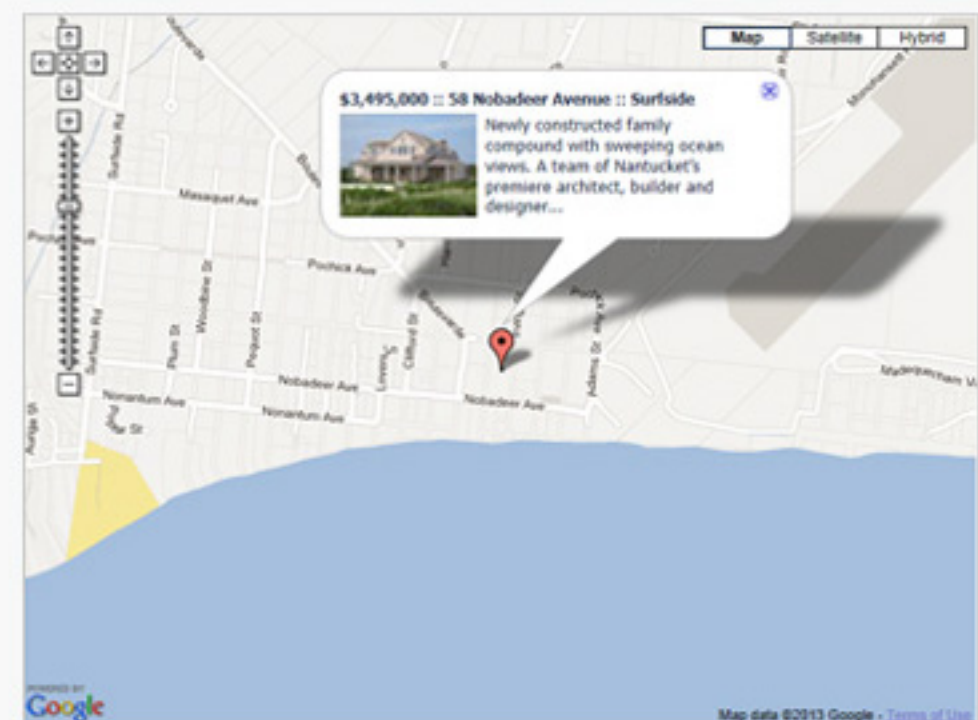 Map Satellite Hybrid
$3,495,000 :: 58 Nobadeer Avenue :: Surfside
Newly constructed family
compound with sweeping ocean
views. A team of Nantucket's
premiere architect, builder and
designer...
Surfside Rd
Masaquet Ave
Pochick Ave
Woodbine St
Boulevarde
Pochick Ave
Surfside Rd
Plum St
Pequot St
Clifford St
Nobadeer Ave
Nobadeer Ave
Nonantum Ave
Nonantum Ave
POWERED BY
Google
Map data ©2013 Google - Terms of Use